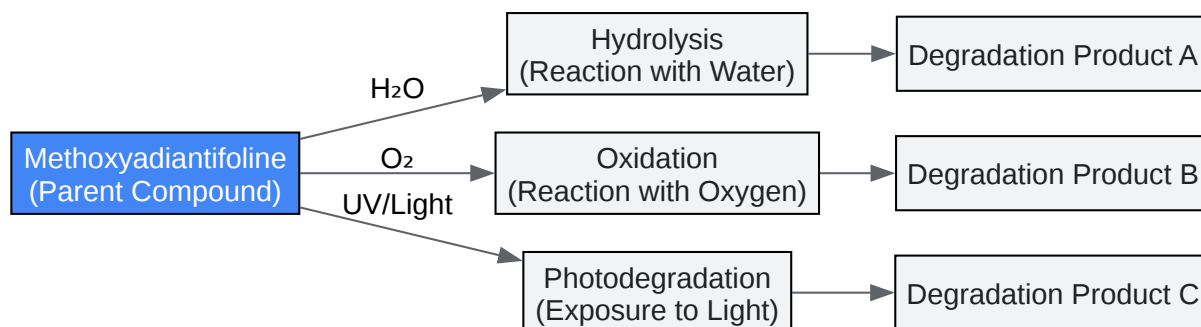 Methoxyadiantifoline
(Parent Compound)
H₂O
O₂
UV/Light
Hydrolysis
(Reaction with Water)
Oxidation
(Reaction with Oxygen)
Photodegradation
(Exposure to Light)
Degradation Product A
Degradation Product B
Degradation Product C